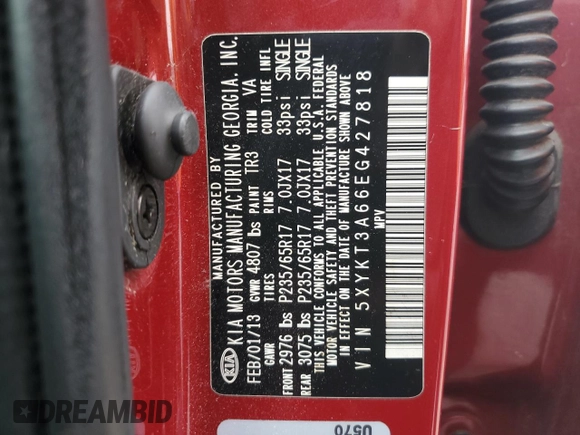 MANUFACTURED BY
KIA KIA MOTORS MANUFACTURING GEORGIA. INC.
FEB/01/13 GVWR 4807 lbs PAINT TR3 TRIM VA
GAWR TIRES RIMS COLD TIRE INFL
FRONT 2976 lbs P235/65R17 7.0JX17 33psi SINGLE
REAR 3075 lbs P235/65R17 7.0JX17 33psi SINGLE
THIS VEHICLE CONFORMS TO ALL APPLICABLE U.S.A. FEDERAL
MOTOR VEHICLE SAFETY AND THEFT PREVENTION STANDARDS
IN EFFECT ON THE DATE OF MANUFACTURE SHOWN ABOVE
VIN 5XYKT3A66EG427818
MPV
0570
DREAMBID